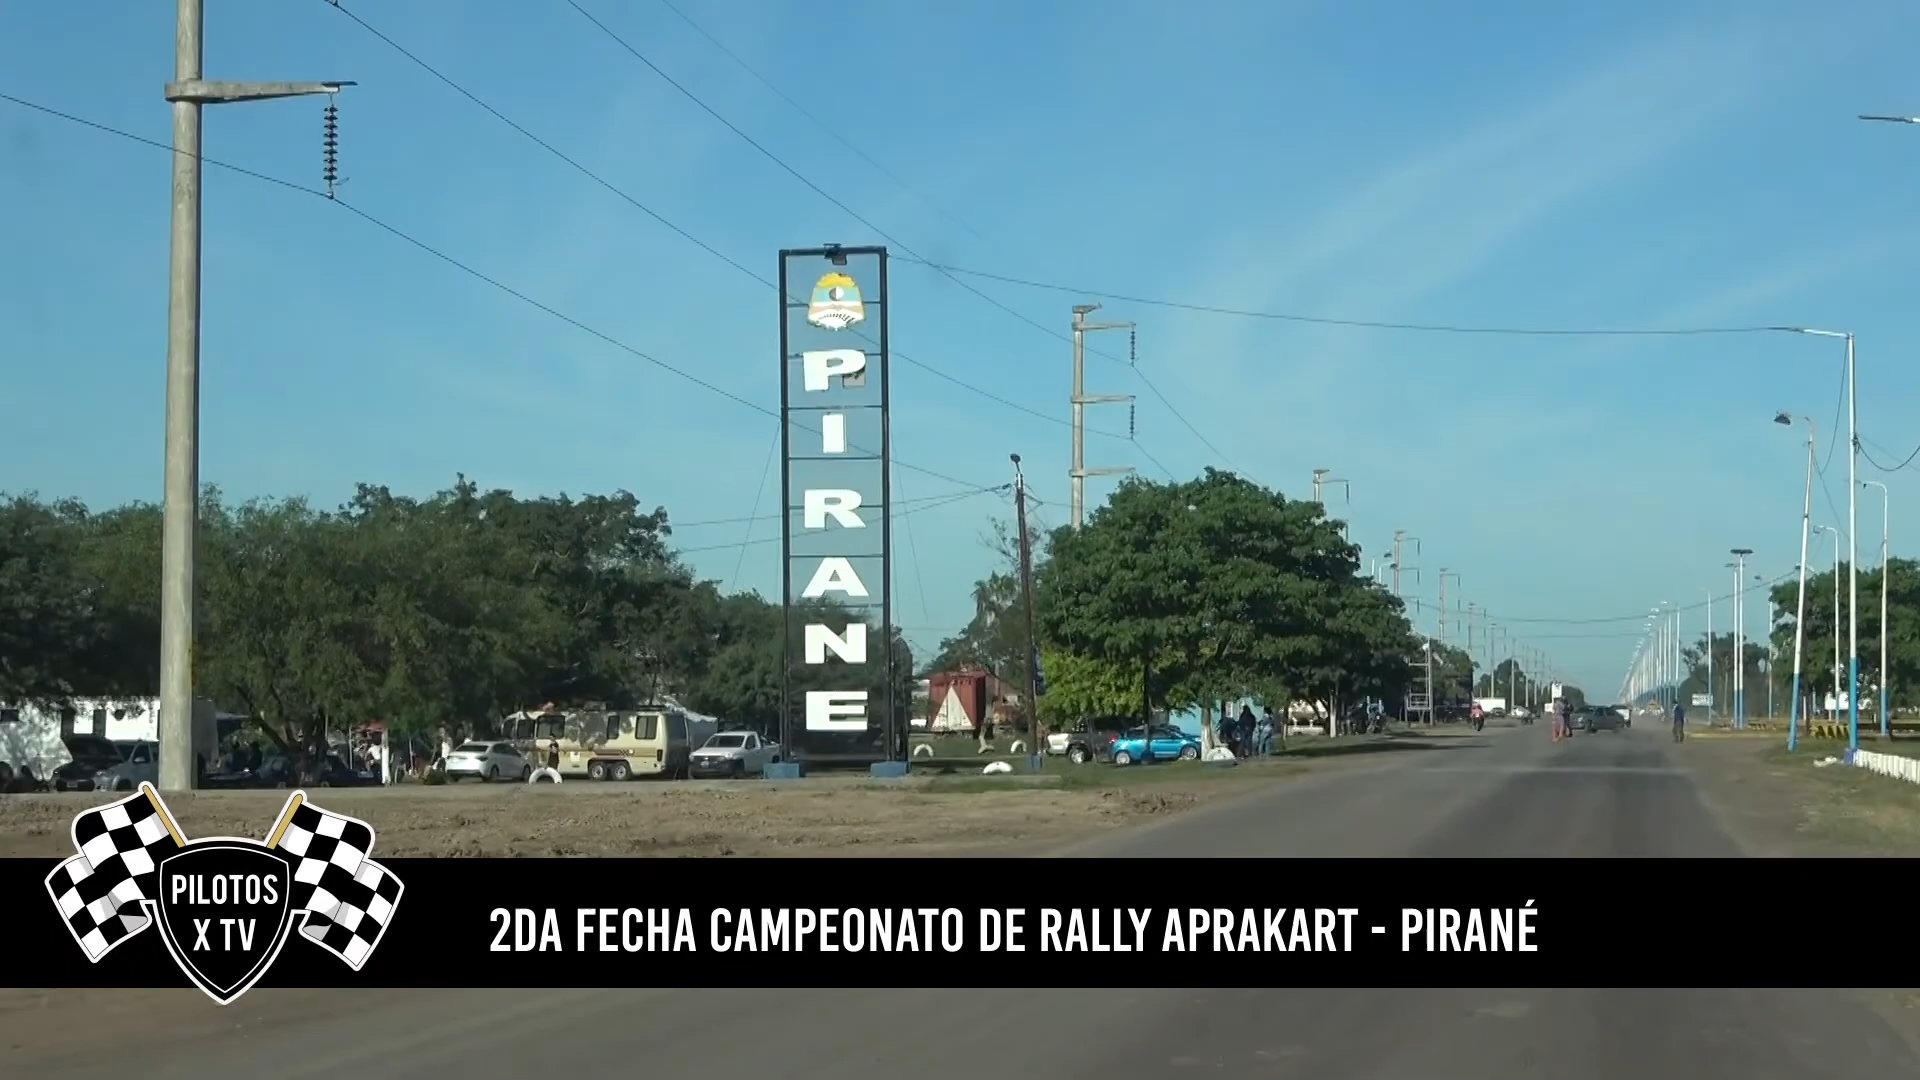 PIRANE
PILOTOS
X TV
2DA FECHA CAMPEONATO DE RALLY APRAKART - PIRANÉ